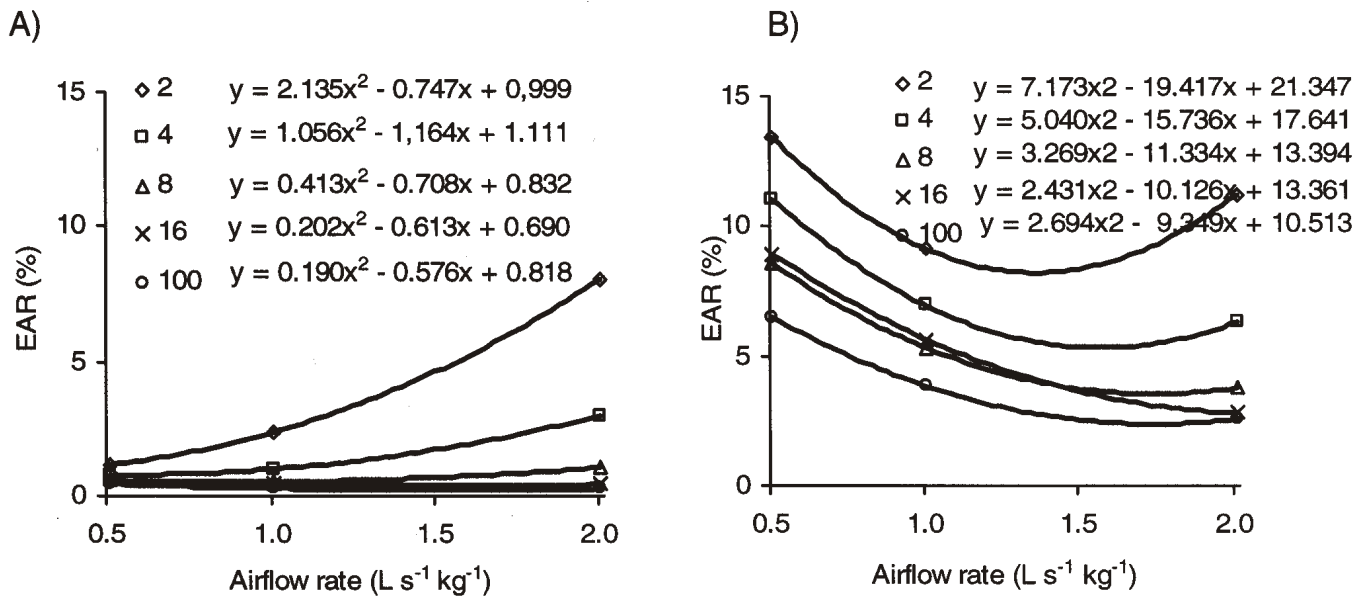 A)
15
10
5
0
EAR (%)
2 y = 2.135x² - 0.747x + 0,999
4 y = 1.056x² - 1,164x + 1.111
8 y = 0.413x² - 0.708x + 0.832
16 y = 0.202x² - 0.613x + 0.690
100 y = 0.190x² - 0.576x + 0.818
0.5 1.0 1.5 2.0
Airflow rate (L s⁻¹ kg⁻¹)
B)
15
10
5
0
EAR (%)
2 y = 7.173x2 - 19.417x + 21.347
4 y = 5.040x2 - 15.736x + 17.641
8 y = 3.269x2 - 11.334x + 13.394
16 y = 2.431x2 - 10.126x + 13.361
100 y = 2.694x2 - 9.349x + 10.513
0.5 1.0 1.5 2.0
Airflow rate (L s⁻¹ kg⁻¹)